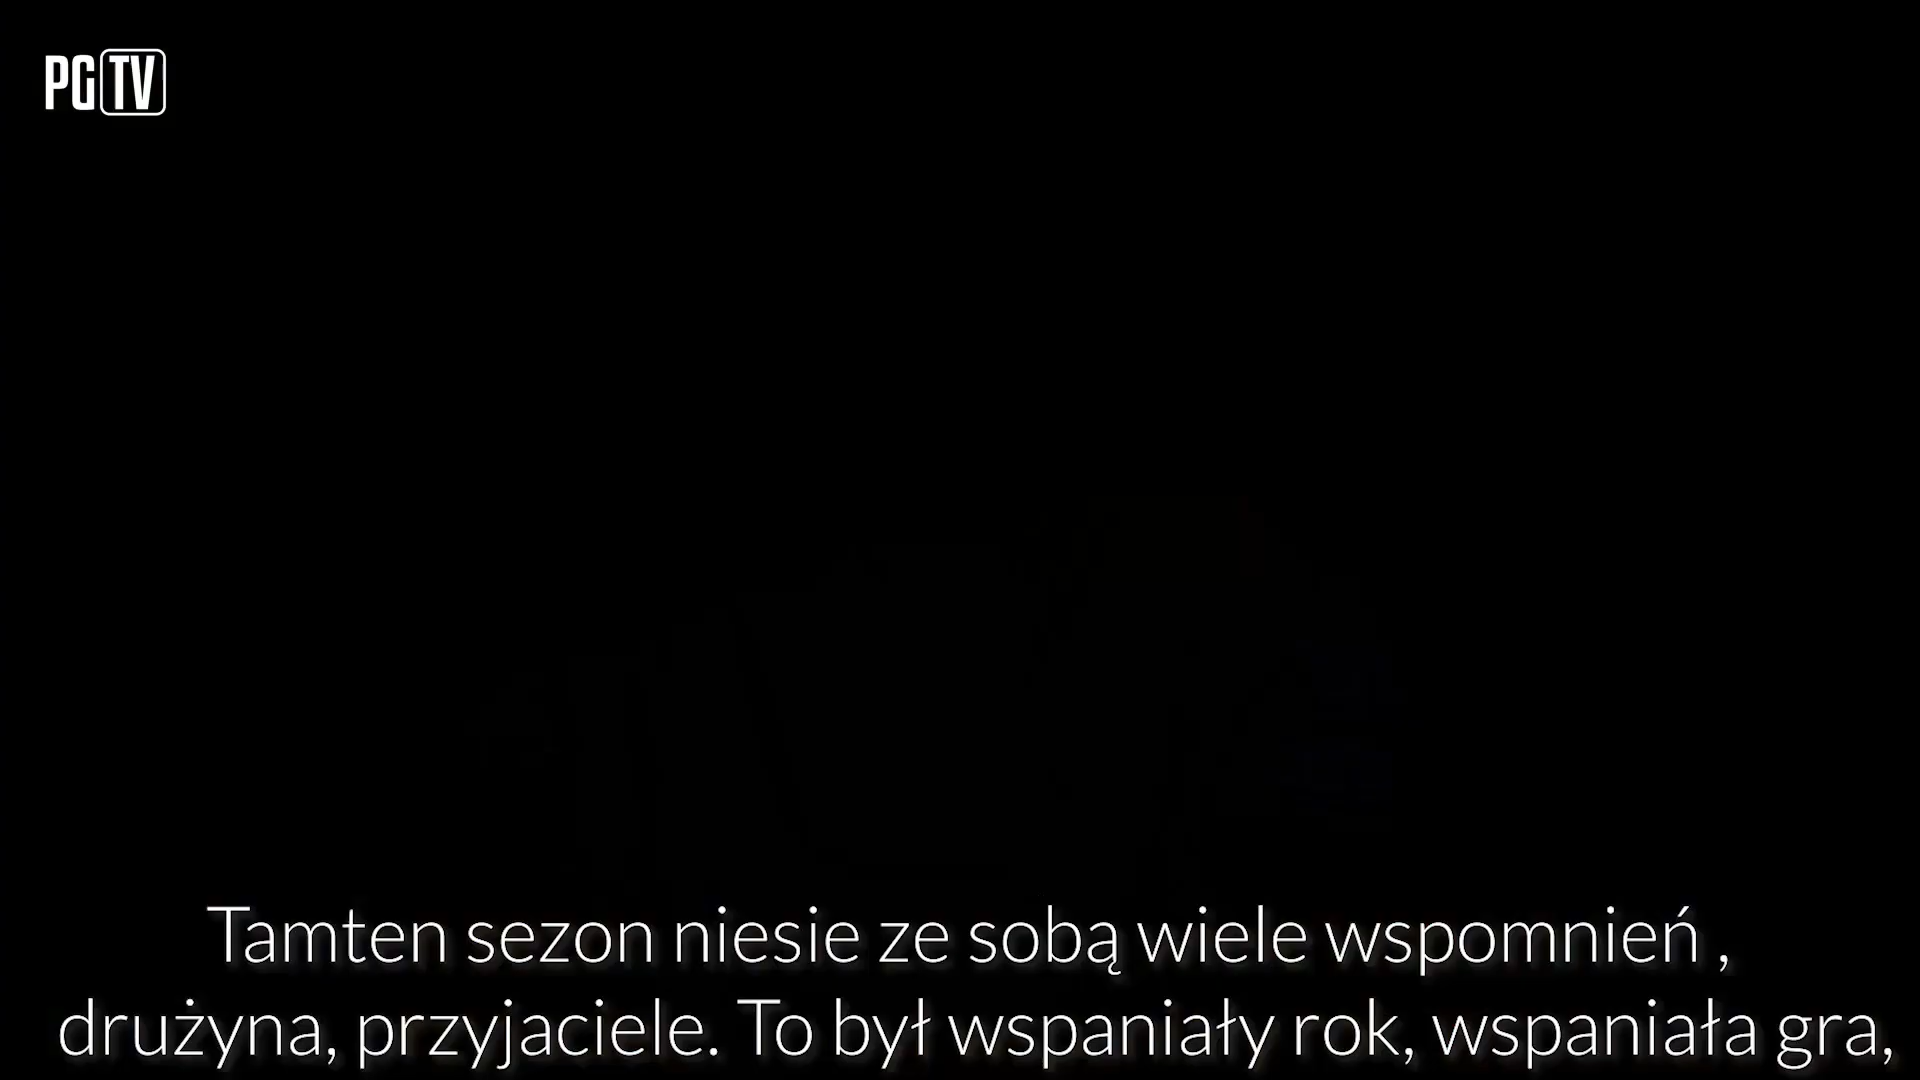 PGTV
Tamten sezon niesie ze sobą wiele wspomnień ,
drużyna, przyjaciele. To był wspaniały rok, wspaniała gra,